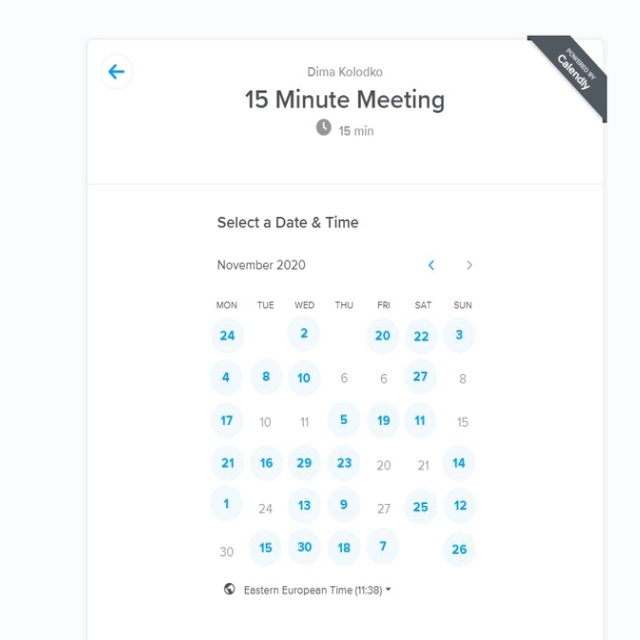 POWERED BY
Calendly
Dima Kolodko
15 Minute Meeting
15 min
Select a Date & Time
November 2020
MON TUE WED THU FRI SAT SUN
24 2 20 22 3
4 8 10 6 6 27 8
17 10 11 5 19 11 15
21 16 29 23 20 21 14
1 24 13 9 27 25 12
30 15 30 18 7 26
Eastern European Time (11:38)